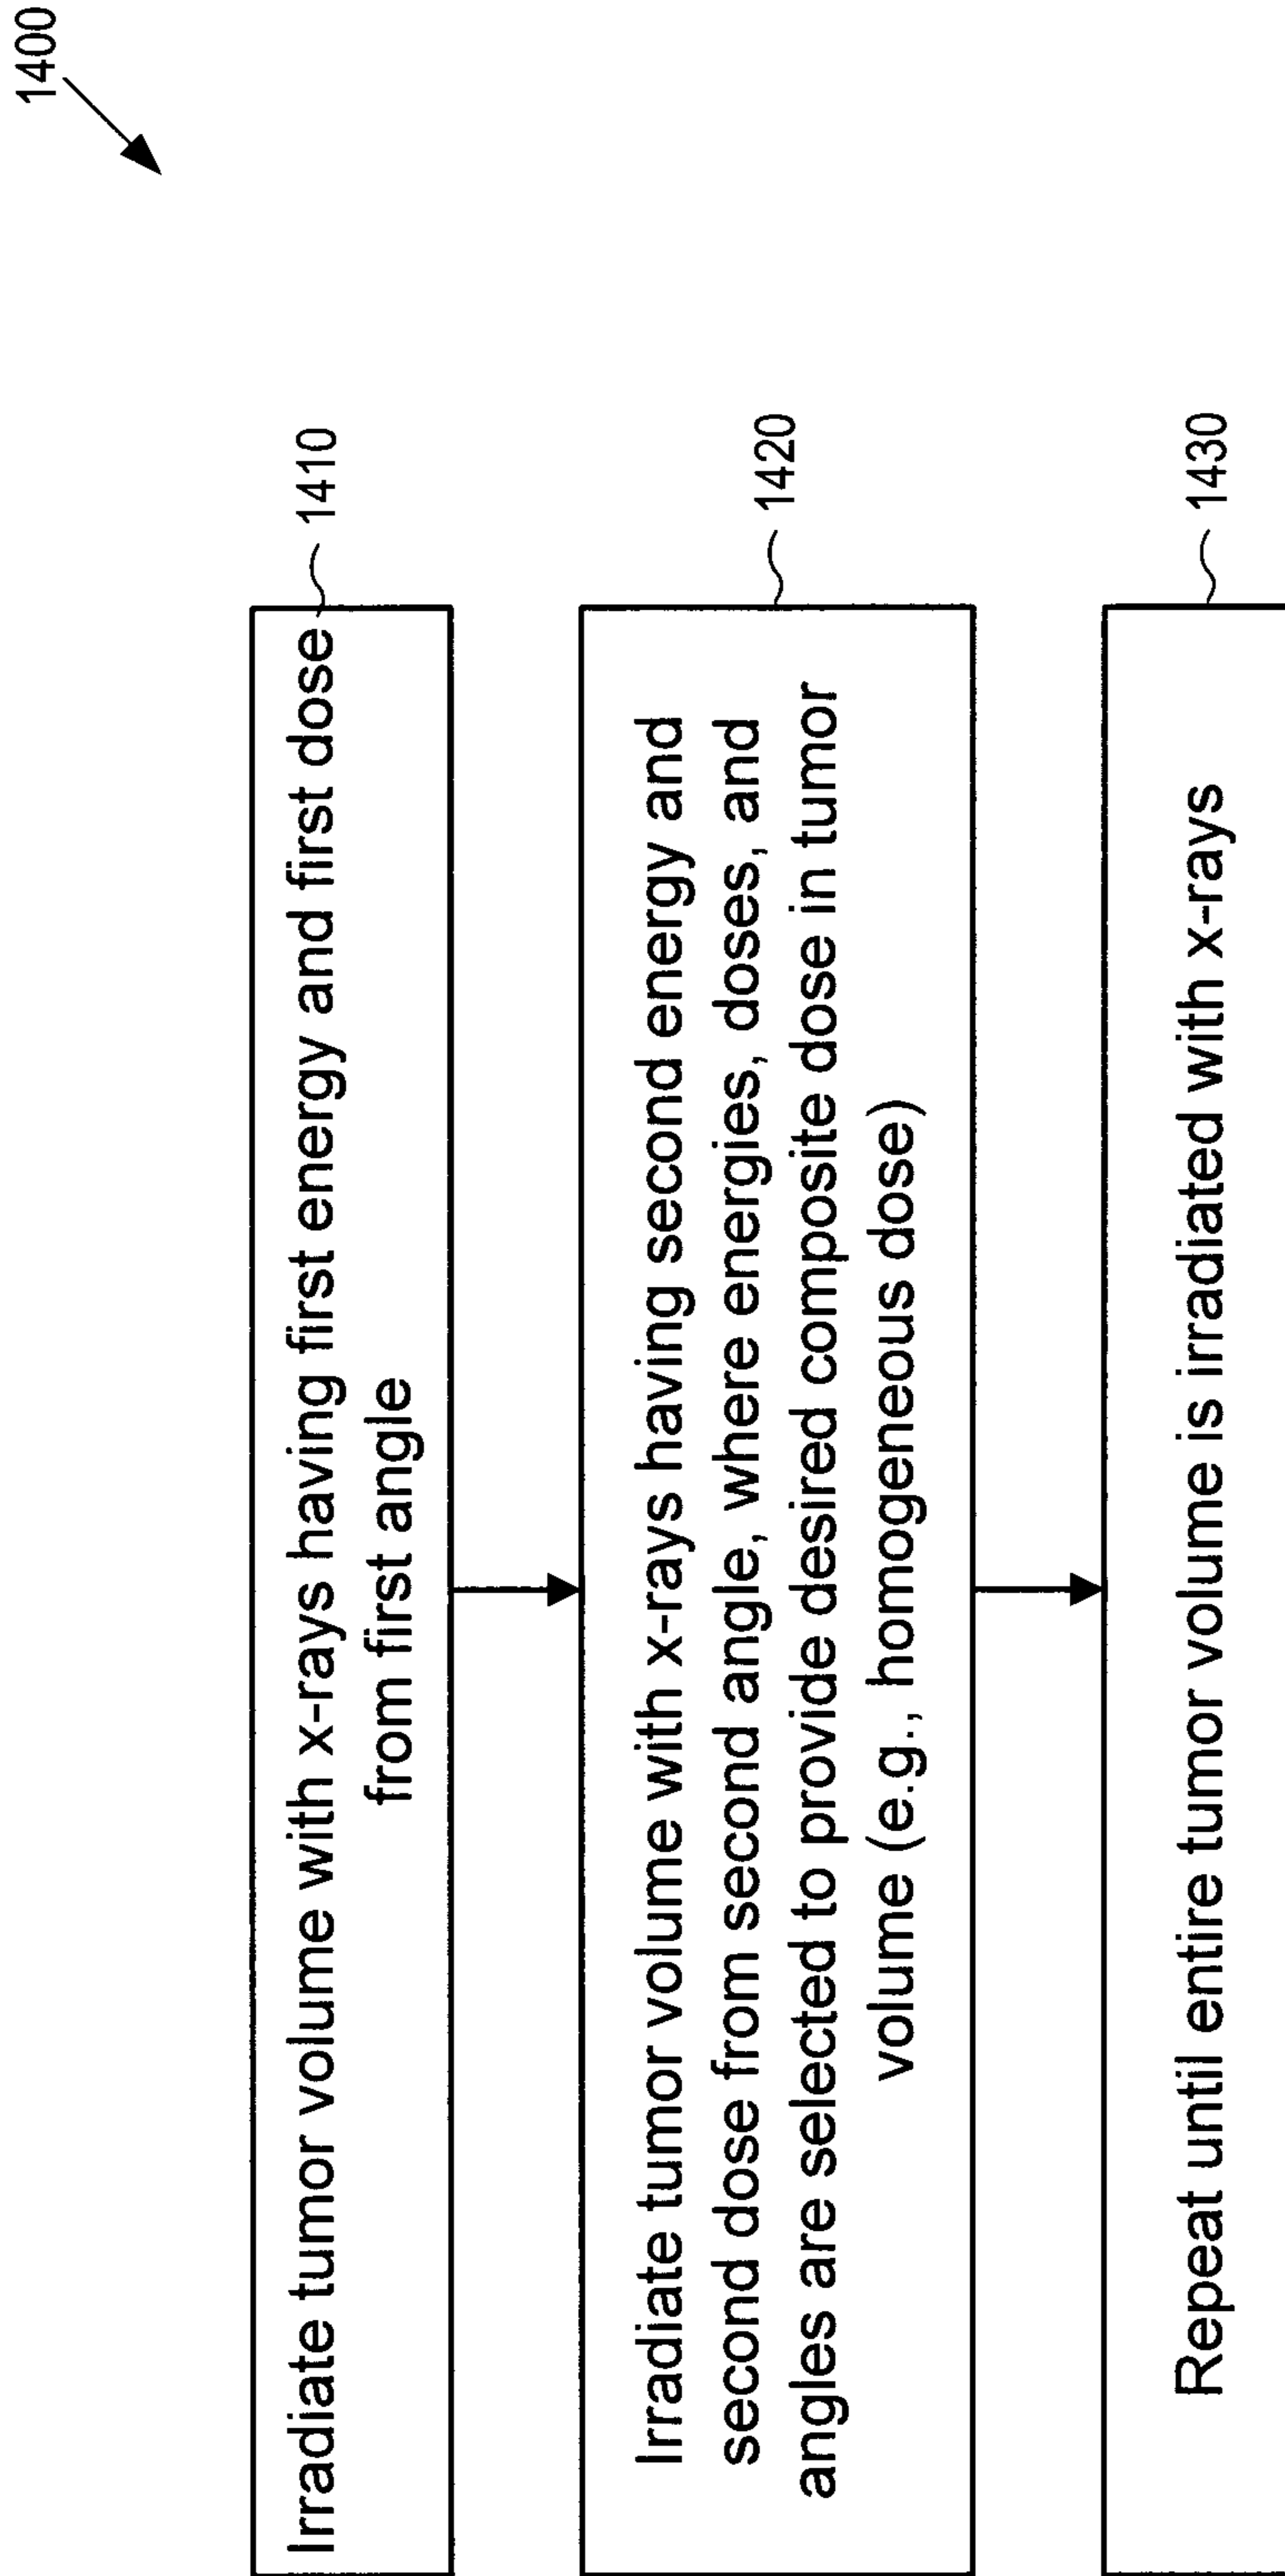 1400
Irradiate tumor volume with x-rays having first energy and first dose
from first angle
1410
Irradiate tumor volume with x-rays having second energy and
second dose from second angle, where energies, doses, and
angles are selected to provide desired composite dose in tumor
volume (e.g., homogeneous dose)
1420
Repeat until entire tumor volume is irradiated with x-rays
1430